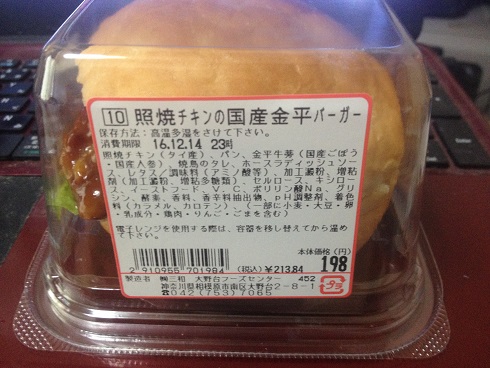 10 照焼チキンの国産金平バーガー
保存方法：高温多湿をさけて下さい。
消費期限 16.12.14 23時
照焼チキン（タイ産）、パン、金平牛蒡（国産ごぼう
・国産人参）、焼鳥のタレ、ホースラディッシュソー
ス、レタス／調味料（アミノ酸等）、加工澱粉、増粘
剤（加工澱粉、増粘多糖類）、セルロース、キシロー
ス、イーストフード、V．C、ポリリン酸Na、グリ
シン、酵素、香料、香辛料抽出物、pH調整剤、着色
料（カラメル、カロテン）、（一部に小麦・大豆・卵
・乳成分・鶏肉・りんご・ごまを含む）
電子レンジを使用する際は、容器を移し替えてから温め
て下さい。
本体価格（円）
198
2 910955 701984 （税込）¥213.84
製造者 ㈱三和 大野台フーズセンター 452
神奈川県相模原市南区大野台2－8－1
☎042(753)7065
プラ